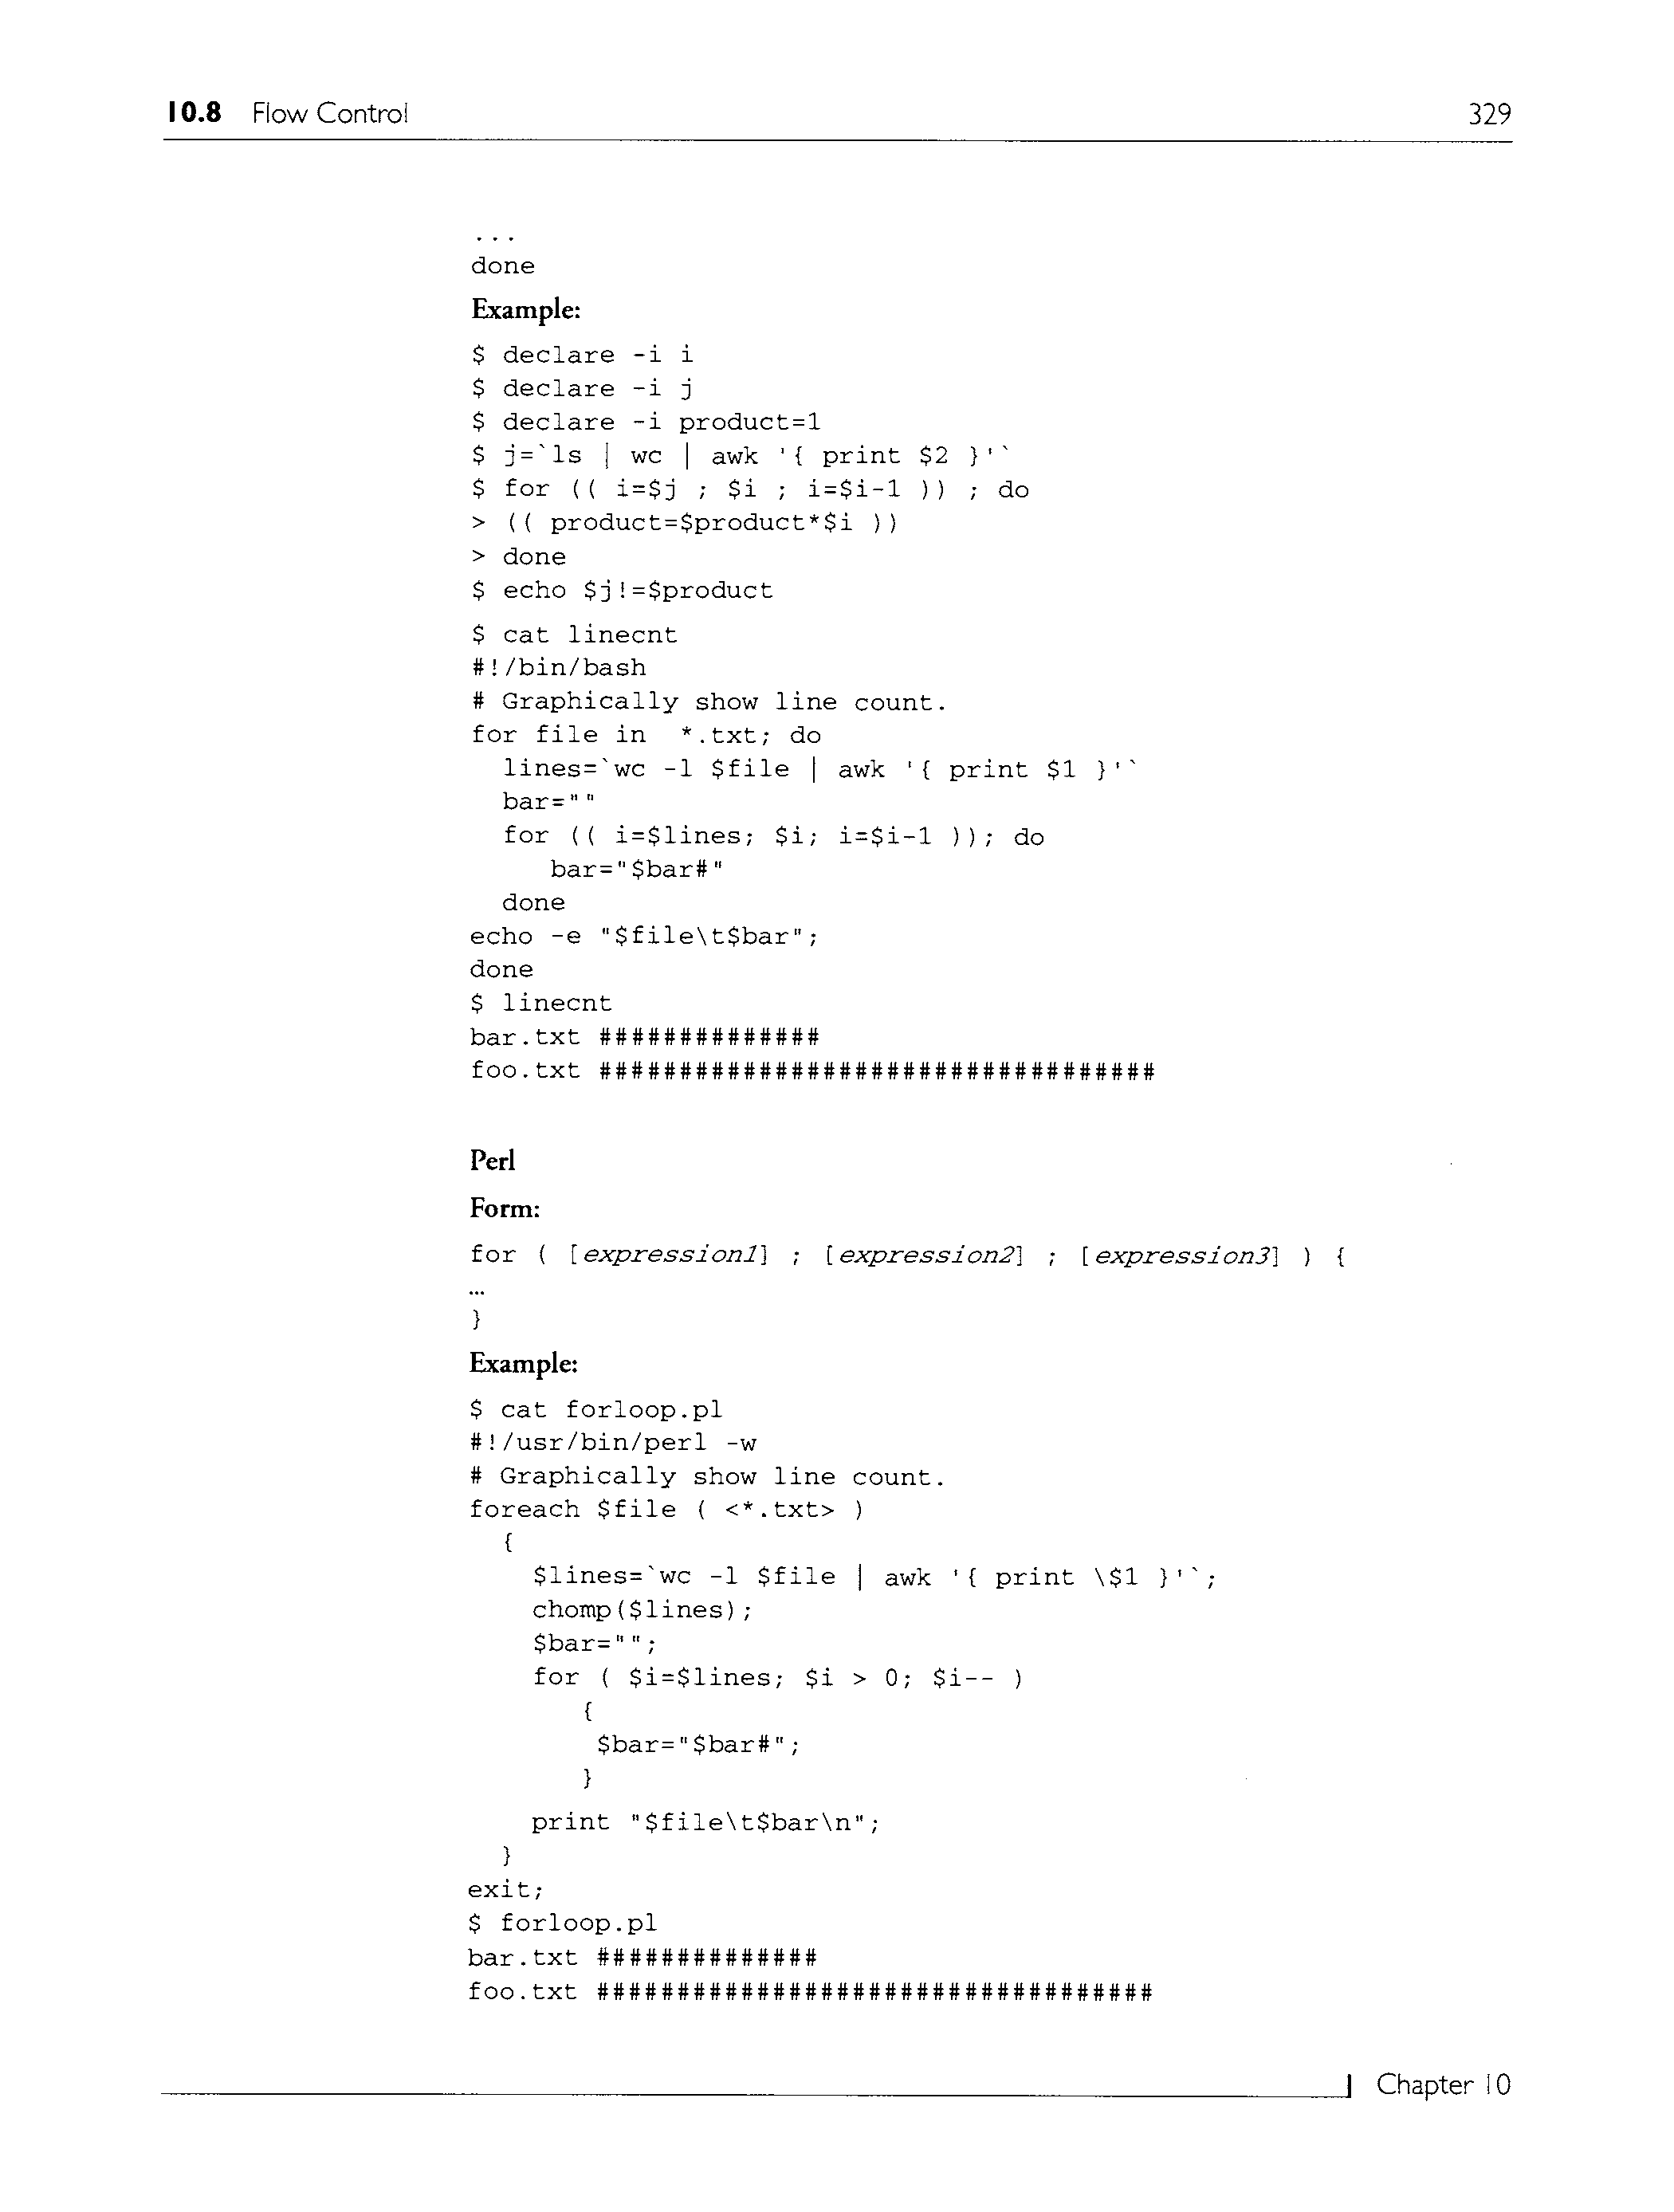 10.8 Flow Control 329
...
done
Example:
$ declare -i i
$ declare -i j
$ declare -i product=1
$ j=`ls | wc | awk '{ print $2 }'`
$ for (( i=$j ; $i ; i=$i-1 )) ; do
> (( product=$product*$i ))
> done
$ echo $j!=$product
$ cat linecnt
#!/bin/bash
# Graphically show line count.
for file in *.txt; do
lines=`wc -l $file | awk '{ print $1 }'`
bar=""
for (( i=$lines; $i; i=$i-1 )); do
bar="$bar#"
done
echo -e "$file\t$bar";
done
$ linecnt
bar.txt ##############
foo.txt ###################################
Perl
Form:
for ( [expression1] ; [expression2] ; [expression3] ) {
…
}
Example:
$ cat forloop.pl
#!/usr/bin/perl -w
# Graphically show line count.
foreach $file ( <*.txt> )
{
$lines=`wc -l $file | awk '{ print \$1 }'`;
chomp($lines);
$bar="";
for ( $i=$lines; $i > 0; $i-- )
{
$bar="$bar#";
}
print "$file\t$bar\n";
}
exit;
$ forloop.pl
bar.txt ##############
foo.txt ###################################
Chapter 10